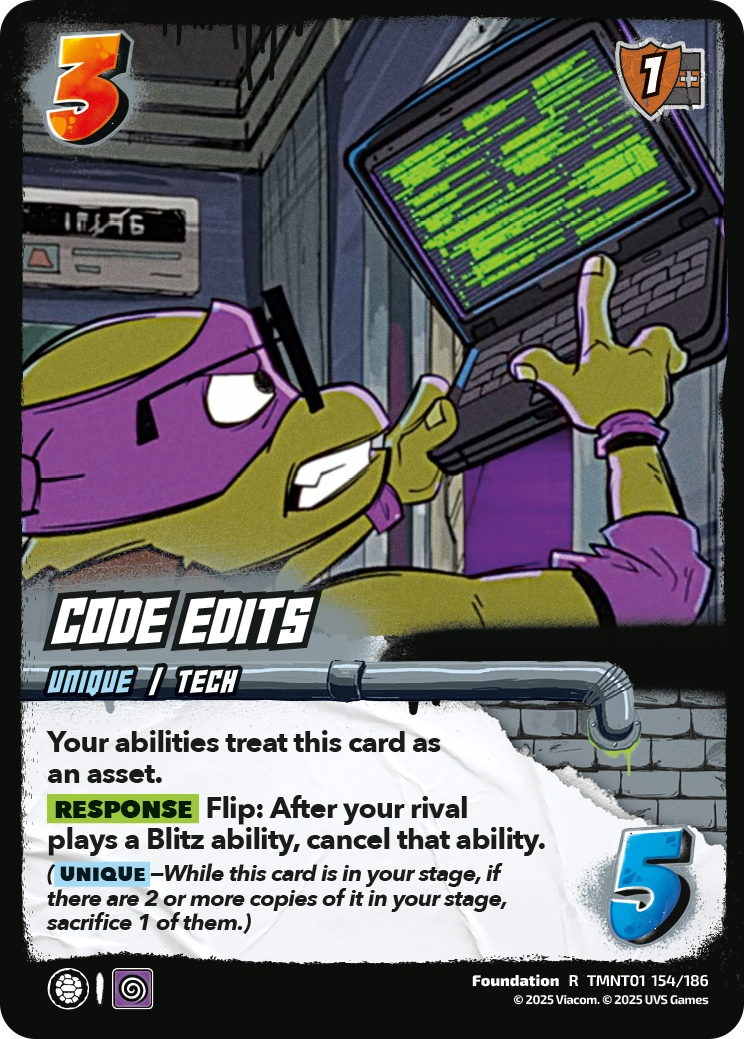 3
1
CODE EDITS
UNIQUE | TECH
Your abilities treat this card as
an asset.
RESPONSE Flip: After your rival
plays a Blitz ability, cancel that ability.
( UNIQUE –While this card is in your stage, if
there are 2 or more copies of it in your stage,
sacrifice 1 of them.)
5
Foundation R TMNT01 154/186
© 2025 Viacom. © 2025 UVS Games